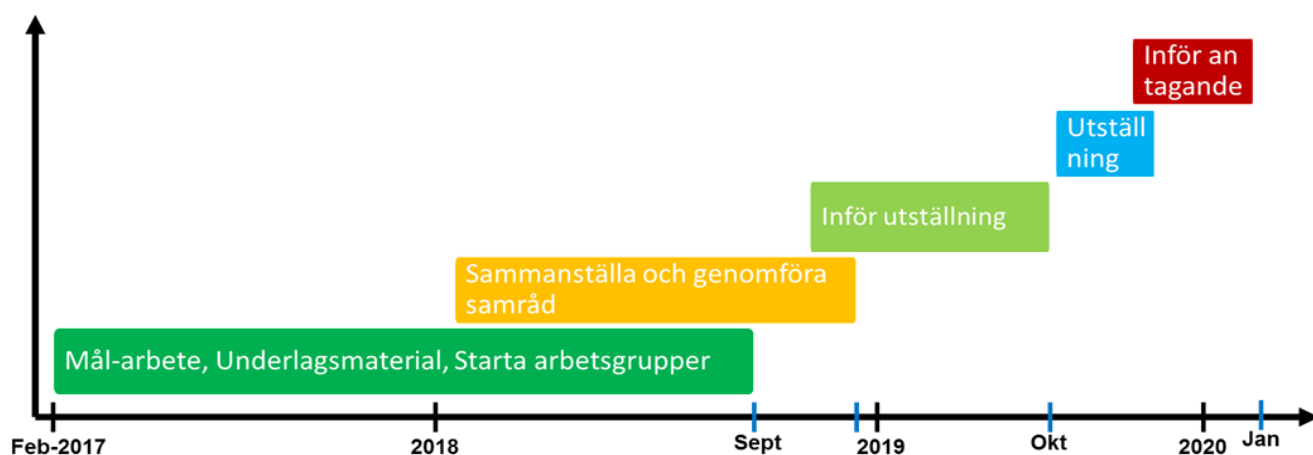 Inför an
tagande
Utställ
ning
Inför utställning
Sammanställa och genomföra
samråd
Mål-arbete, Underlagsmaterial, Starta arbetsgrupper
Feb-2017 2018 Sept 2019 Okt 2020 Jan